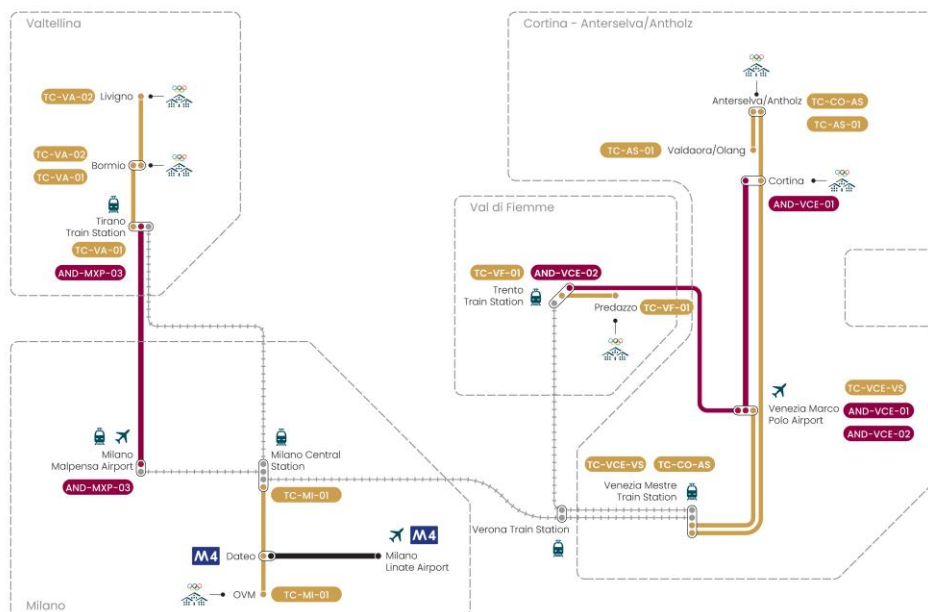 Valtellina
TC-VA-02
Livigno
TC-VA-02
TC-VA-01
Bormio
Tirano
Train Station
TC-VA-01
AND-MXP-03
Milano
Malpensa Airport
AND-MXP-03
Milano Central
Station
TC-MI-01
M4
Dateo
M4
Milano
Linate Airport
OVM
TC-MI-01
Milano
Val di Fiemme
TC-VF-01
AND-VCE-02
Trento
Train Station
Predazzo
TC-VF-01
Verona Train Station
Cortina - Anterselva/Antholz
Anterselva/Antholz
TC-CO-AS
TC-AS-01
TC-AS-01
Valdaora/Olang
Cortina
AND-VCE-01
Venezia Marco
Polo Airport
TC-VCE-VS
AND-VCE-01
AND-VCE-02
TC-VCE-VS
TC-CO-AS
Venezia Mestre
Train Station